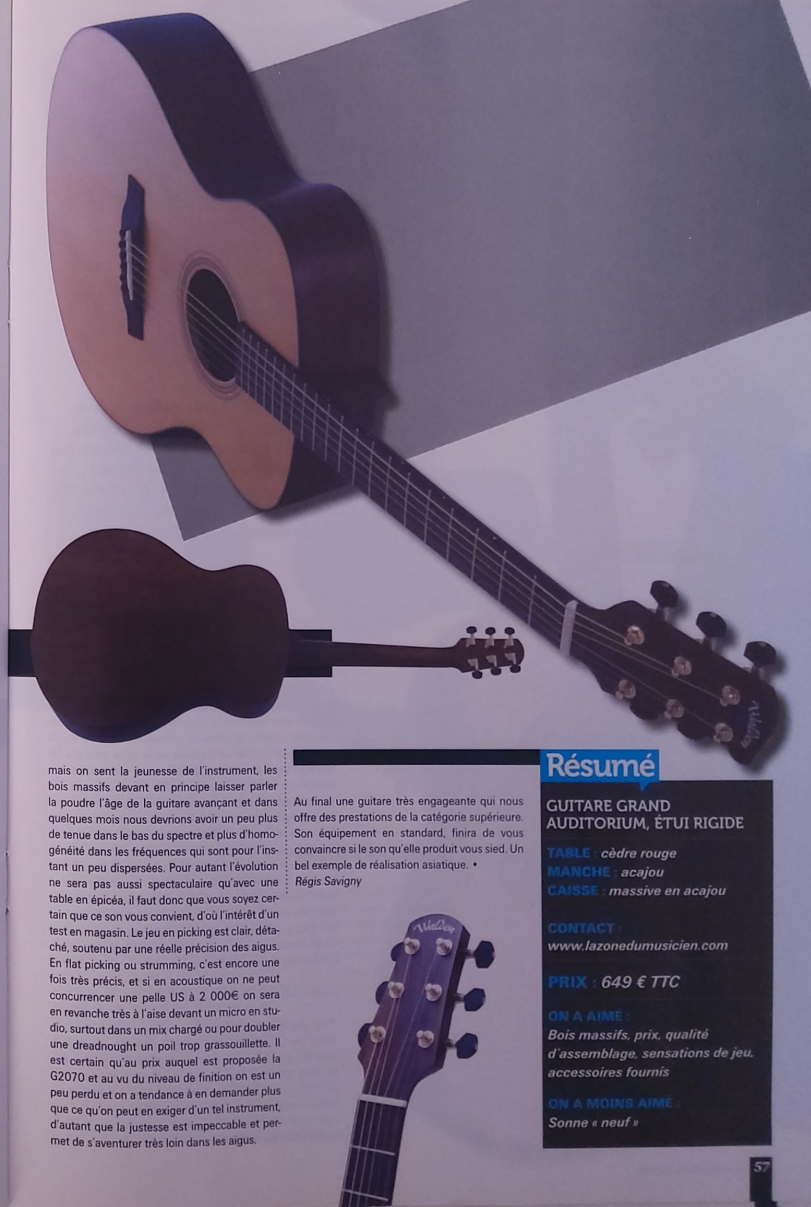 mais on sent la jeunesse de l'instrument, les
bois massifs devant en principe laisser parler
la poudre l'âge de la guitare avançant et dans
quelques mois nous devrions avoir un peu plus
de tenue dans le bas du spectre et plus d'homo-
généité dans les fréquences qui sont pour l'ins-
tant un peu dispersées. Pour autant l'évolution
ne sera pas aussi spectaculaire qu'avec une
table en épicéa, il faut donc que vous soyez cer-
tain que ce son vous convient, d'où l'intérêt d'un
test en magasin. Le jeu en picking est clair, déta-
ché, soutenu par une réelle précision des aigus.
En flat picking ou strumming, c'est encore une
fois très précis, et si en acoustique on ne peut
concurrencer une pelle US à 2 000€ on sera
en revanche très à l'aise devant un micro en stu-
dio, surtout dans un mix chargé ou pour doubler
une dreadnought un poil trop grassouillette. Il
est certain qu'au prix auquel est proposée la
G2070 et au vu du niveau de finition on est un
peu perdu et on a tendance à en demander plus
que ce qu'on peut en exiger d'un tel instrument,
d'autant que la justesse est impeccable et per-
met de s'aventurer très loin dans les aigus.
Au final une guitare très engageante qui nous
offre des prestations de la catégorie supérieure.
Son équipement en standard, finira de vous
convaincre si le son qu'elle produit vous sied. Un
bel exemple de réalisation asiatique. •
Régis Savigny
Walden
Walden
Résumé
GUITARE GRAND
AUDITORIUM, ÉTUI RIGIDE
TABLE : cèdre rouge
MANCHE : acajou
CAISSE : massive en acajou
CONTACT :
www.lazonedumusicien.com
PRIX : 649 € TTC
ON A AIMÉ :
Bois massifs, prix, qualité
d'assemblage, sensations de jeu,
accessoires fournis
ON A MOINS AIMÉ :
Sonne « neuf »
57